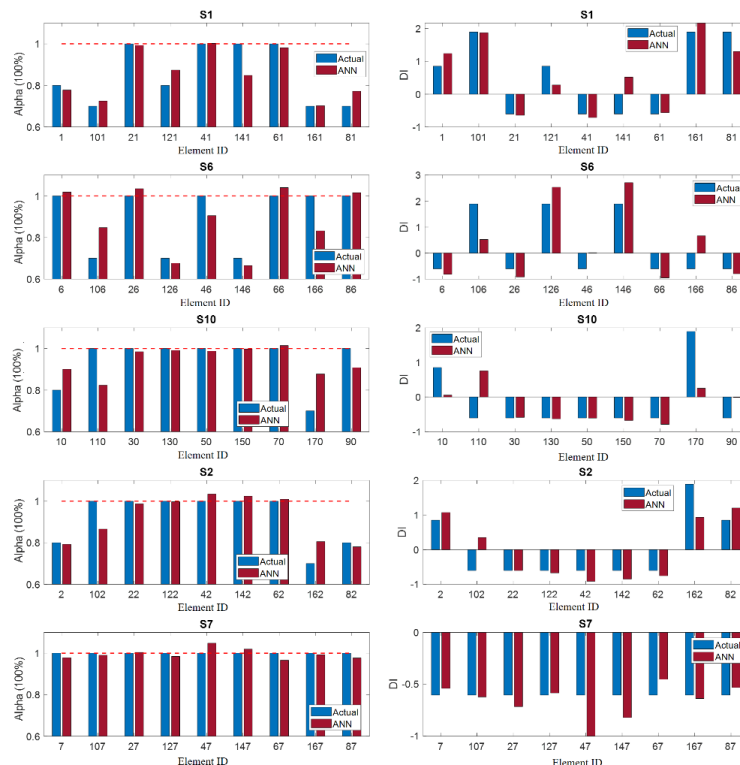 S1
Alpha (100%)
1
0.8
0.6
Actual
ANN
1 101 21 121 41 141 61 161 81
Element ID
S1
DI
2
1
0
-1
Actual
ANN
1 101 21 121 41 141 61 161 81
Element ID
S6
Alpha (100%)
1
0.8
0.6
Actual
ANN
6 106 26 126 46 146 66 166 86
Element ID
S6
DI
3
2
1
0
-1
Actual
ANN
6 106 26 126 46 146 66 166 86
Element ID
S10
Alpha (100%)
1
0.8
0.6
Actual
ANN
10 110 30 130 50 150 70 170 90
Element ID
S10
DI
2
1
0
-1
Actual
ANN
10 110 30 130 50 150 70 170 90
Element ID
S2
Alpha (100%)
1
0.8
0.6
Actual
ANN
2 102 22 122 42 142 62 162 82
Element ID
S2
DI
2
1
0
-1
Actual
ANN
2 102 22 122 42 142 62 162 82
Element ID
S7
Alpha (100%)
1
0.8
0.6
Actual
ANN
7 107 27 127 47 147 67 167 87
Element ID
S7
DI
0
-0.5
-1
Actual
ANN
7 107 27 127 47 147 67 167 87
Element ID